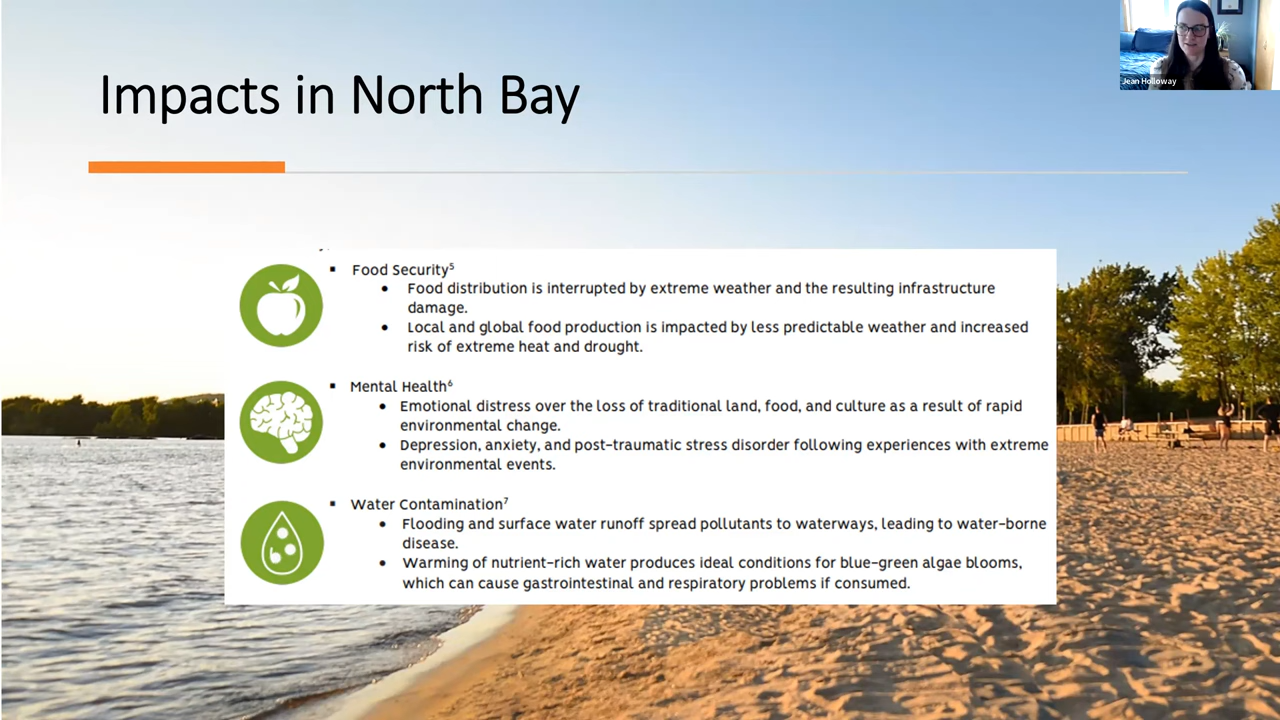 Impacts in North Bay
Jean Holloway
▪ Food Security⁵
• Food distribution is interrupted by extreme weather and the resulting infrastructure
damage.
• Local and global food production is impacted by less predictable weather and increased
risk of extreme heat and drought.
▪ Mental Health⁶
• Emotional distress over the loss of traditional land, food, and culture as a result of rapid
environmental change.
• Depression, anxiety, and post-traumatic stress disorder following experiences with extreme
environmental events.
▪ Water Contamination⁷
• Flooding and surface water runoff spread pollutants to waterways, leading to water-borne
disease.
• Warming of nutrient-rich water produces ideal conditions for blue-green algae blooms,
which can cause gastrointestinal and respiratory problems if consumed.